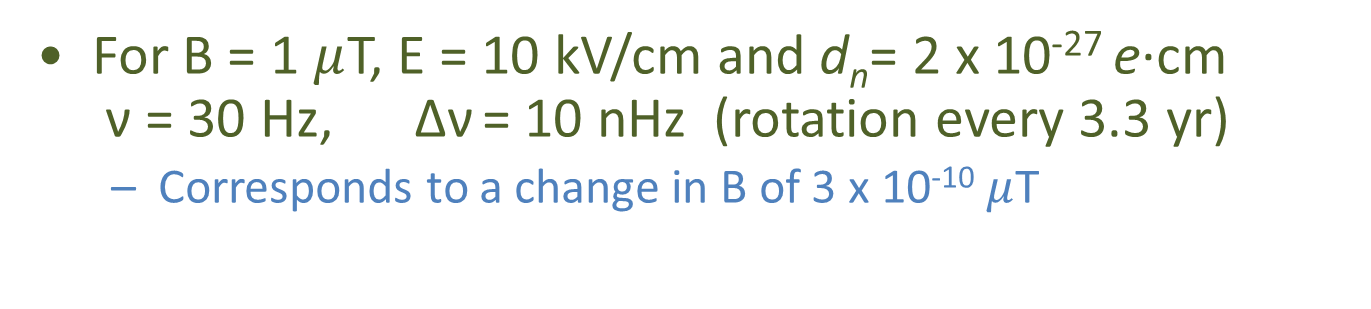 • For B = 1 𝜇T, E = 10 kV/cm and dₙ= 2 x 10⁻²⁷ e·cm
ν = 30 Hz, Δν = 10 nHz (rotation every 3.3 yr)
– Corresponds to a change in B of 3 x 10⁻¹⁰ 𝜇T